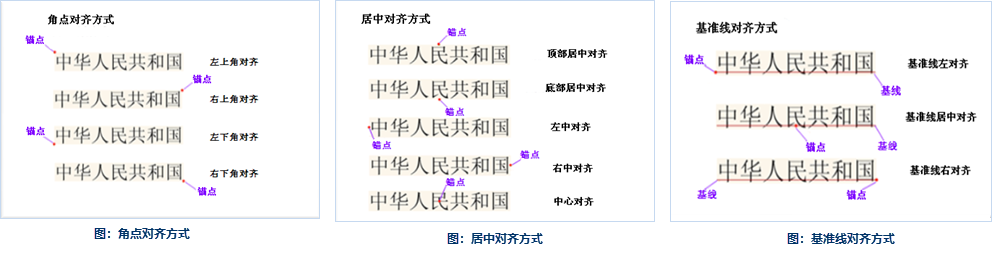 角点对齐方式
锚点
中华人民共和国 左上角对齐
锚点
中华人民共和国 右上角对齐
锚点
中华人民共和国 左下角对齐
中华人民共和国 右下角对齐
锚点
图：角点对齐方式
居中对齐方式
锚点
中华人民共和国 顶部居中对齐
中华人民共和国 底部居中对齐
锚点
中华人民共和国 左中对齐
锚点
锚点
中华人民共和国 右中对齐
锚点
中华人民共和国 中心对齐
图：居中对齐方式
基准线对齐方式
锚点
中华人民共和国 基准线左对齐
基线
中华人民共和国 基准线居中对齐
锚点 基线
中华人民共和国 基准线右对齐
基线 锚点
图：基准线对齐方式